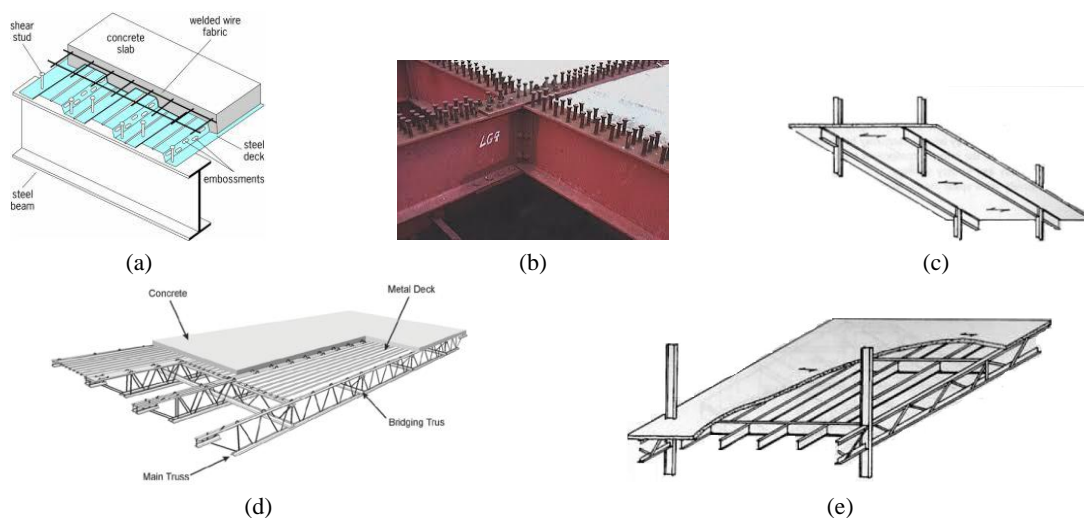 shear
stud
concrete
slab
welded wire
fabric
steel
deck
embossments
steel
beam
(a)
LG9
(b)
(c)
Concrete
Metal Deck
Bridging Trus
Main Truss
(d)
(e)